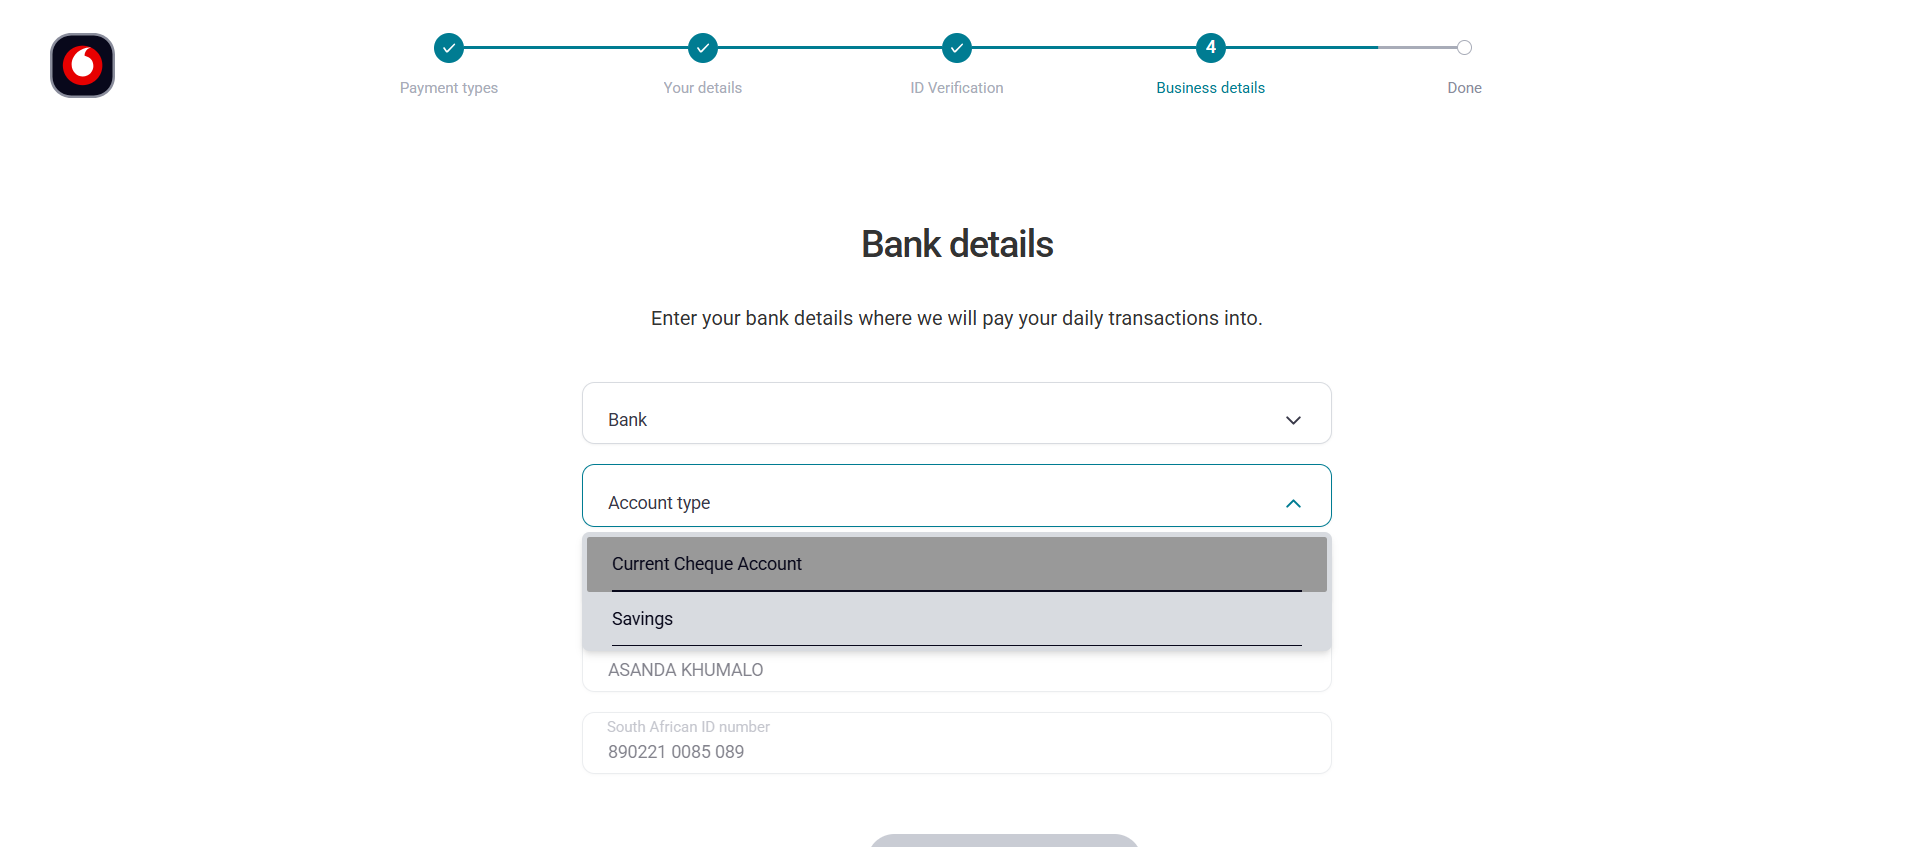 4
Payment types
Your details
ID Verification
Business details
Done
Bank details
Enter your bank details where we will pay your daily transactions into.
Bank
Account type
Current Cheque Account
Savings
ASANDA KHUMALO
South African ID number
890221 0085 089